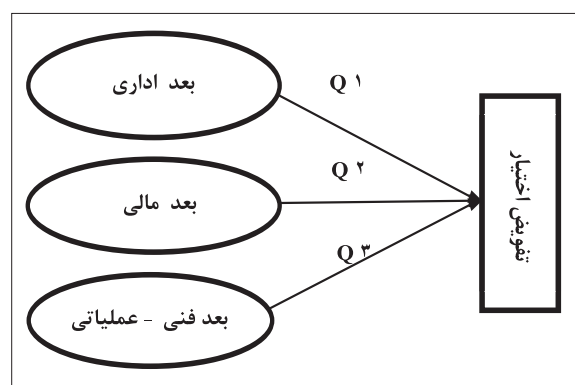 بعد اداری
Q ۱
بعد مالی
Q ۲
بعد فنی - عملیاتی
Q ۳
تفویض اختیار